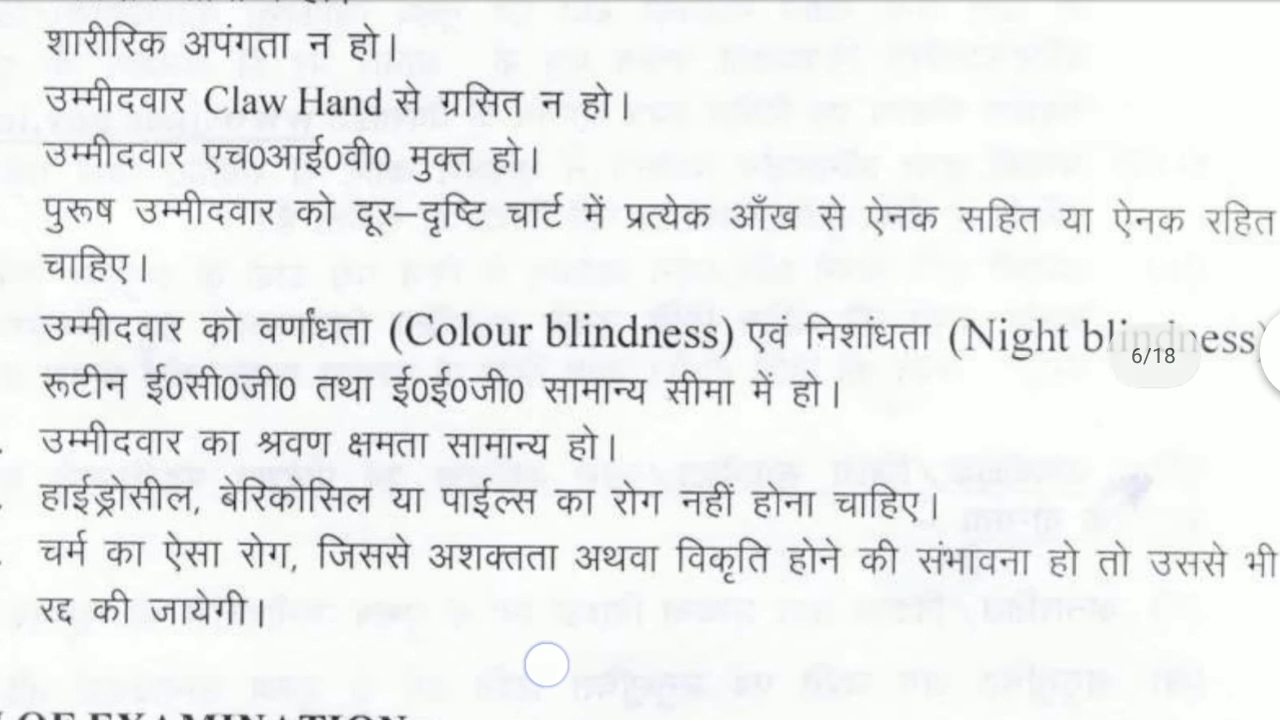 शारीरिक अपंगता न हो।
उम्मीदवार Claw Hand से ग्रसित न हो।
उम्मीदवार एच0आई0वी0 मुक्त हो।
पुरूष उम्मीदवार को दूर–दृष्टि चार्ट में प्रत्येक आँख से ऐनक सहित या ऐनक रहित
चाहिए।
उम्मीदवार को वर्णांधता (Colour blindness) एवं निशांधता (Night blindness)
6/18
रूटीन ई0सी0जी0 तथा ई0ई0जी0 सामान्य सीमा में हो।
उम्मीदवार का श्रवण क्षमता सामान्य हो।
हाईड्रोसील, बेरिकोसिल या पाईल्स का रोग नहीं होना चाहिए।
चर्म का ऐसा रोग, जिससे अशक्तता अथवा विकृति होने की संभावना हो तो उससे भी
रद्द की जायेगी।
OF EXAMINATION